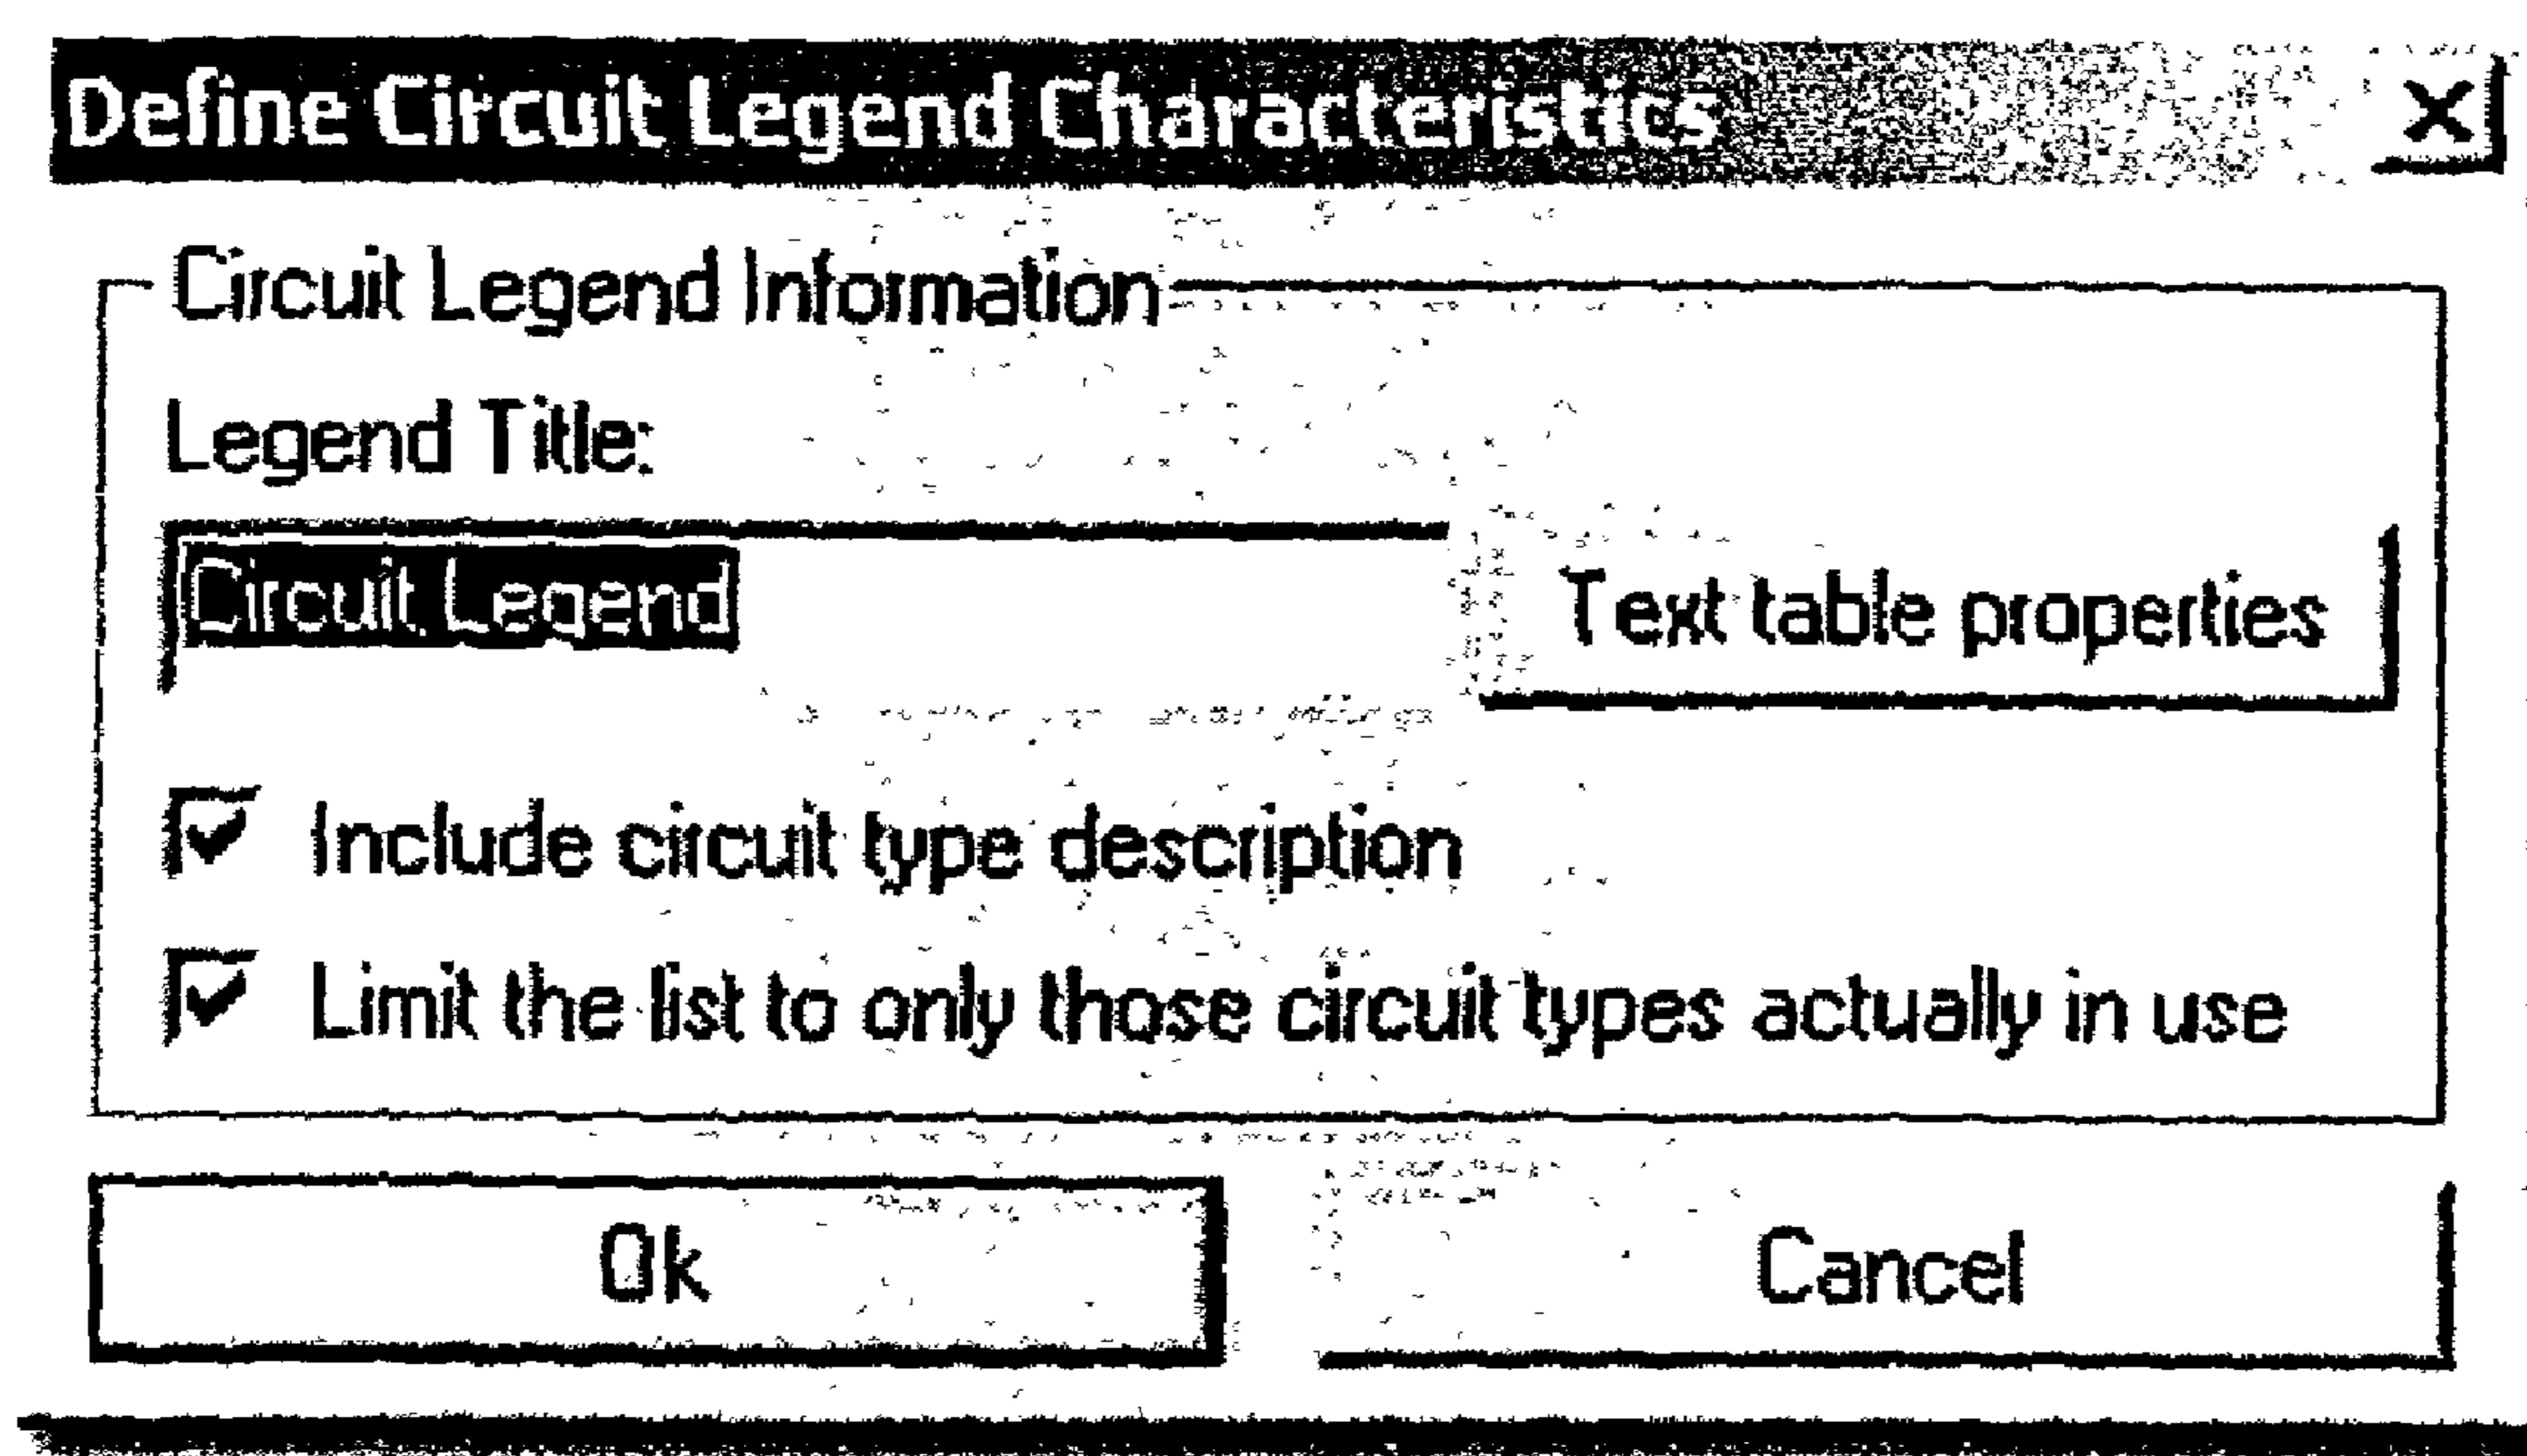 Define Circuit Legend Characteristics
Circuit Legend Information
Legend Title:
Circuit Legend
Text table properties
Include circuit type description
Limit the list to only those circuit types actually in use
Ok
Cancel